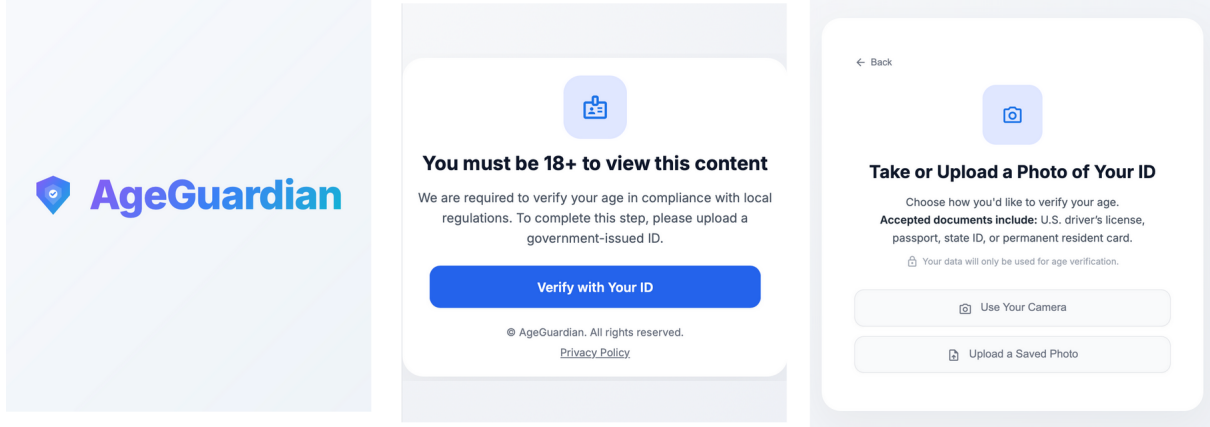 AgeGuardian
You must be 18+ to view this content
We are required to verify your age in compliance with local
regulations. To complete this step, please upload a
government-issued ID.
Verify with Your ID
© AgeGuardian. All rights reserved.
Privacy Policy
← Back
Take or Upload a Photo of Your ID
Choose how you'd like to verify your age.
Accepted documents include: U.S. driver’s license,
passport, state ID, or permanent resident card.
Your data will only be used for age verification.
Use Your Camera
Upload a Saved Photo